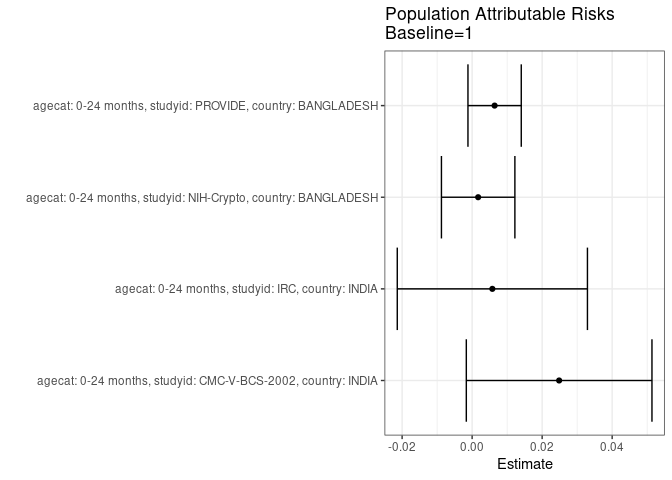 Population Attributable Risks
Baseline=1
agecat: 0-24 months, studyid: PROVIDE, country: BANGLADESH
agecat: 0-24 months, studyid: NIH-Crypto, country: BANGLADESH
agecat: 0-24 months, studyid: IRC, country: INDIA
agecat: 0-24 months, studyid: CMC-V-BCS-2002, country: INDIA
-0.02 0.00 0.02 0.04
Estimate